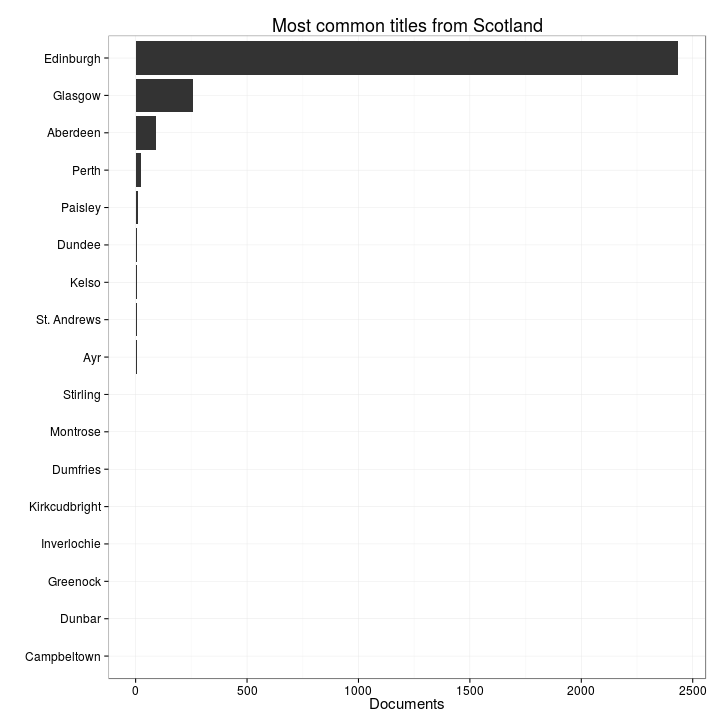 Most common titles from Scotland
Edinburgh
Glasgow
Aberdeen
Perth
Paisley
Dundee
Kelso
St. Andrews
Ayr
Stirling
Montrose
Dumfries
Kirkcudbright
Inverlochie
Greenock
Dunbar
Campbeltown
0 500 1000 1500 2000 2500
Documents